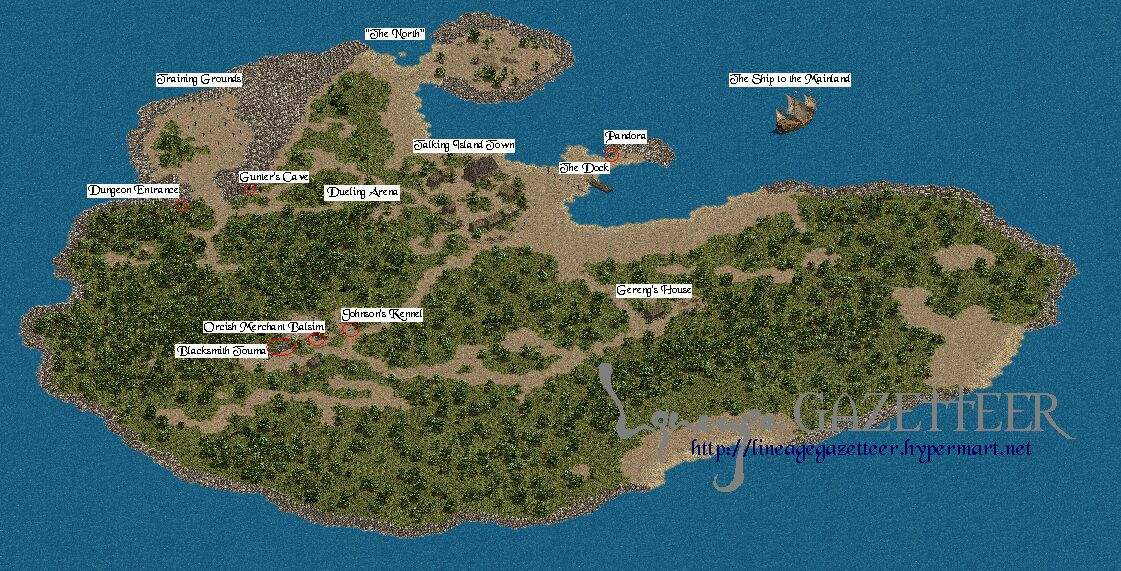 "The North"
Training Grounds
The Ship to the Mainland
Pandora
Talking Island Town
The Dock
Gunter's Cave
Dungeon Entrance
Dueling Arena
Gereng's House
Johnson's Kennel
Orcish Merchant Balsim
Blacksmith Touma
Lineage GAZETTEER
http://lineagegazetteer.hypermart.net